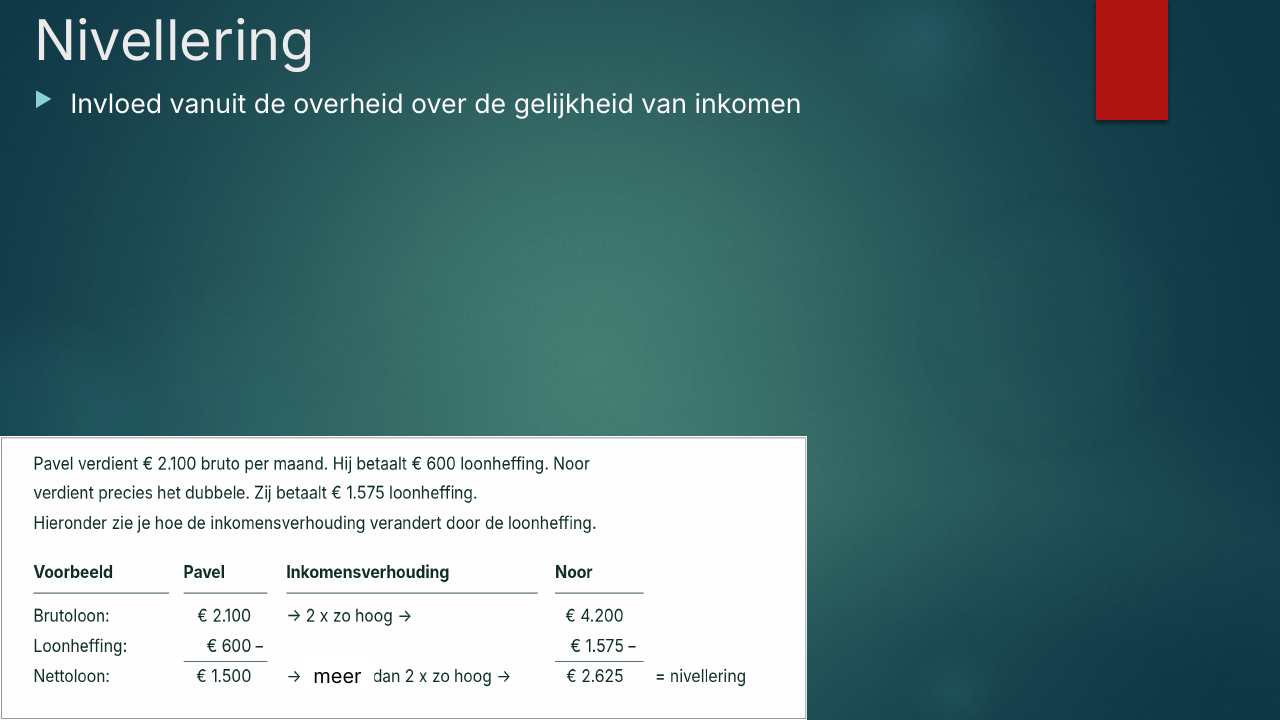 Nivellering
Invloed vanuit de overheid over de gelijkheid van inkomen
Pavel verdient € 2.100 bruto per maand. Hij betaalt € 600 loonheffing. Noor
verdient precies het dubbele. Zij betaalt € 1.575 loonheffing.
Hieronder zie je hoe de inkomensverhouding verandert door de loonheffing.
Voorbeeld Pavel Inkomensverhouding Noor
Brutoloon: € 2.100 → 2 x zo hoog → € 4.200
Loonheffing: € 600 – € 1.575 –
Nettoloon: € 1.500 → meer dan 2 x zo hoog → € 2.625 = nivellering